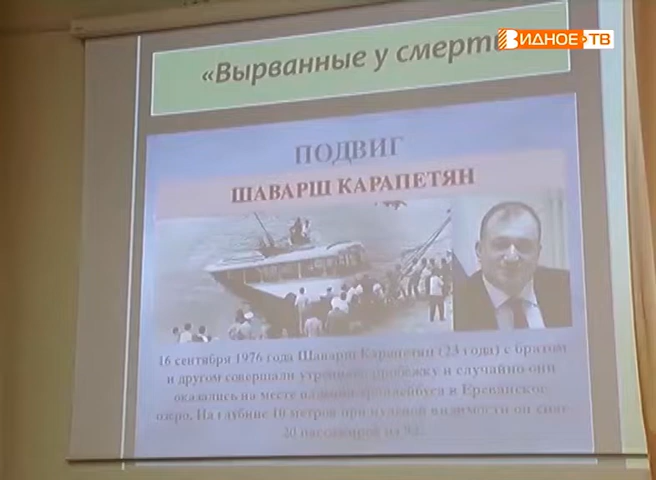 ВИДНОЕ ТВ
«Вырванные у смерти
ПОДВИГ
ШАВАРШ КАРАПЕТЯН
16 сентября 1976 года Шаварш Карапетян (23 года) с братом
и другом совершали утреннюю пробежку и случайно они
оказались на месте падения троллейбуса в Ереванское
озеро. На глубине 10 метров при нулевой видимости он спас
20 пассажиров из 92.